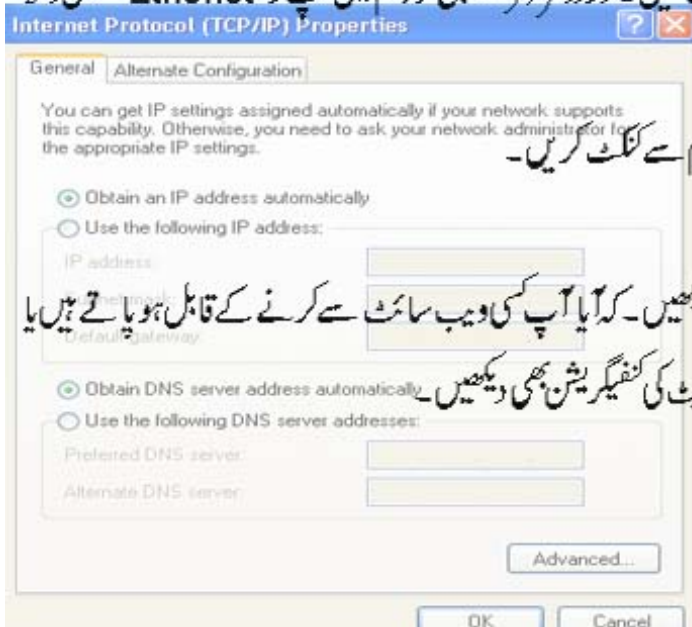 Ethernet
Internet Protocol (TCP/IP) Properties
General Alternate Configuration
You can get IP settings assigned automatically if your network supports
this capability. Otherwise, you need to ask your network administrator for
the appropriate IP settings.
سے کنکٹ کریں۔
Obtain an IP address automatically
Use the following IP address:
IP address:
Subnet mask:
کہ آیا آپ کسی ویب سائٹ سے کرنے کے قابل ہو پاتے ہیں یا
Default gateway:
Obtain DNS server address automatically
کی کنفیگریشن بھی دیکھیں۔
Use the following DNS server addresses:
Preferred DNS server:
Alternate DNS server:
Advanced...
OK Cancel